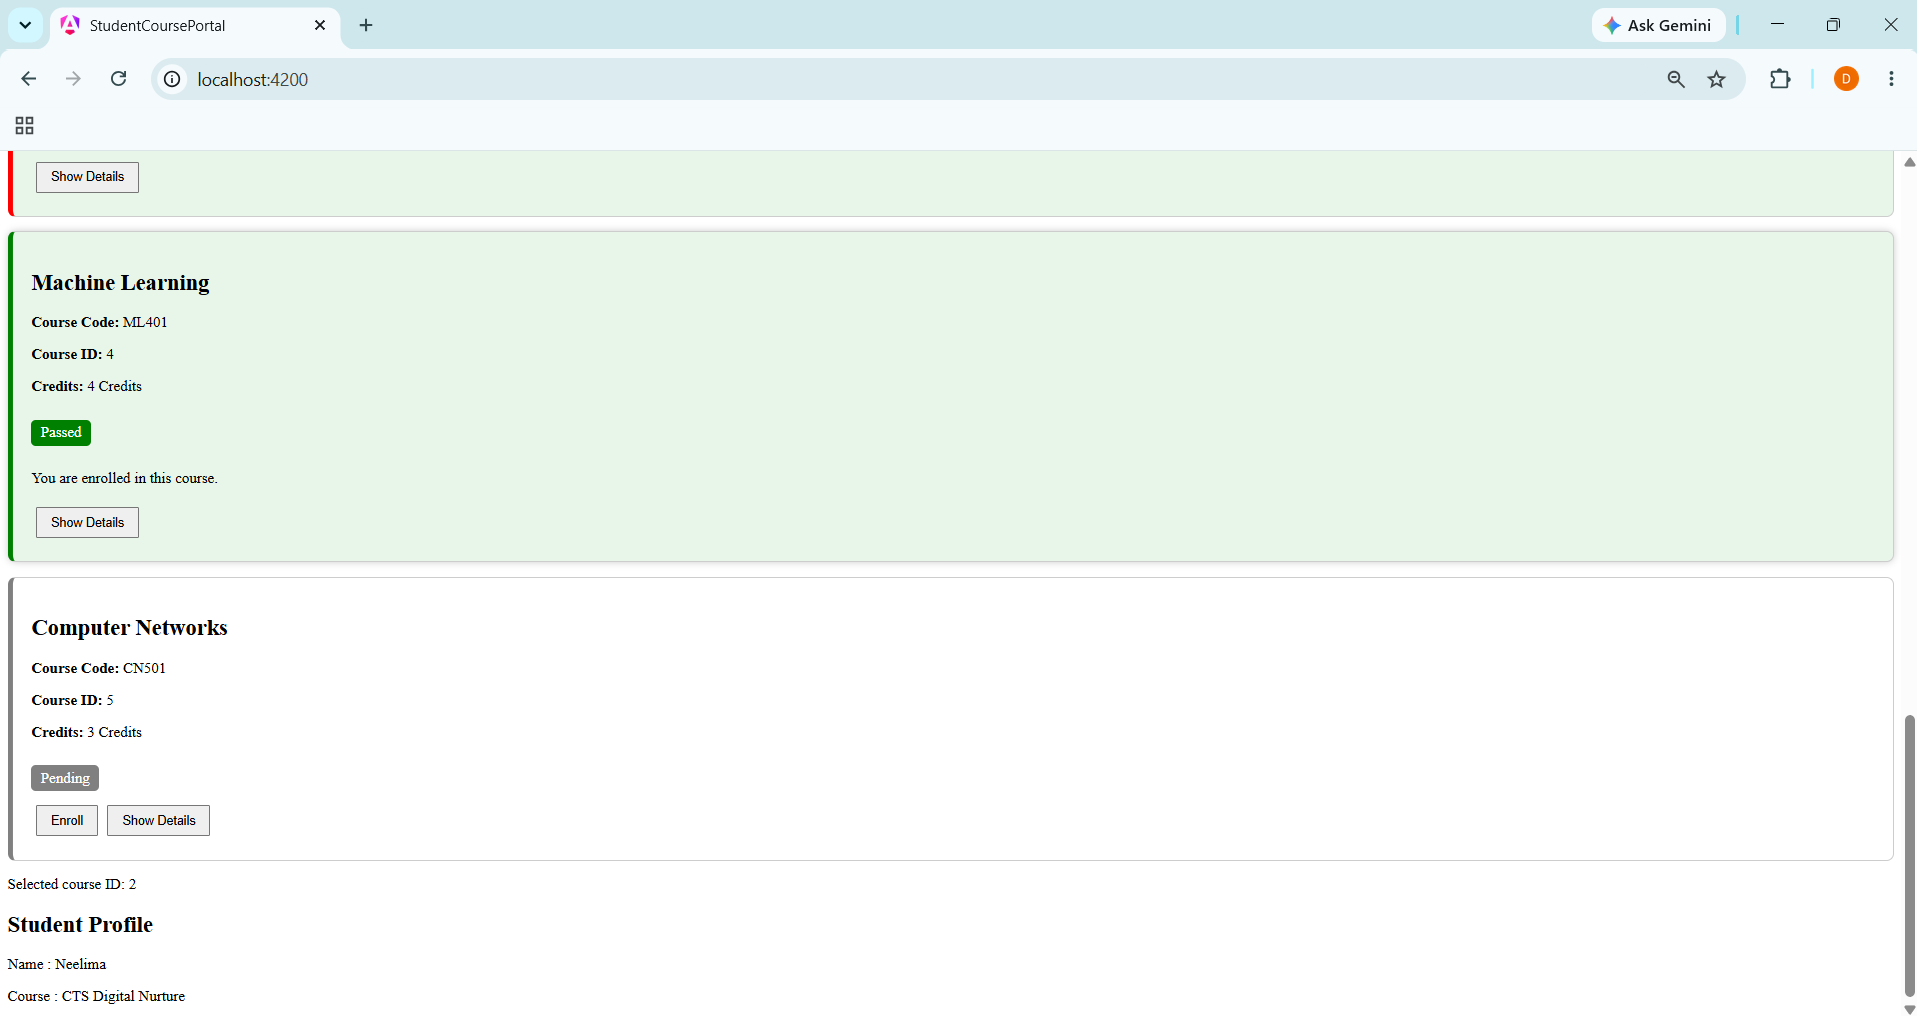 StudentCoursePortal
Ask Gemini
localhost:4200
D
Show Details
Machine Learning
Course Code: ML401
Course ID: 4
Credits: 4 Credits
Passed
You are enrolled in this course.
Show Details
Computer Networks
Course Code: CN501
Course ID: 5
Credits: 3 Credits
Pending
Enroll Show Details
Selected course ID: 2
Student Profile
Name : Neelima
Course : CTS Digital Nurture